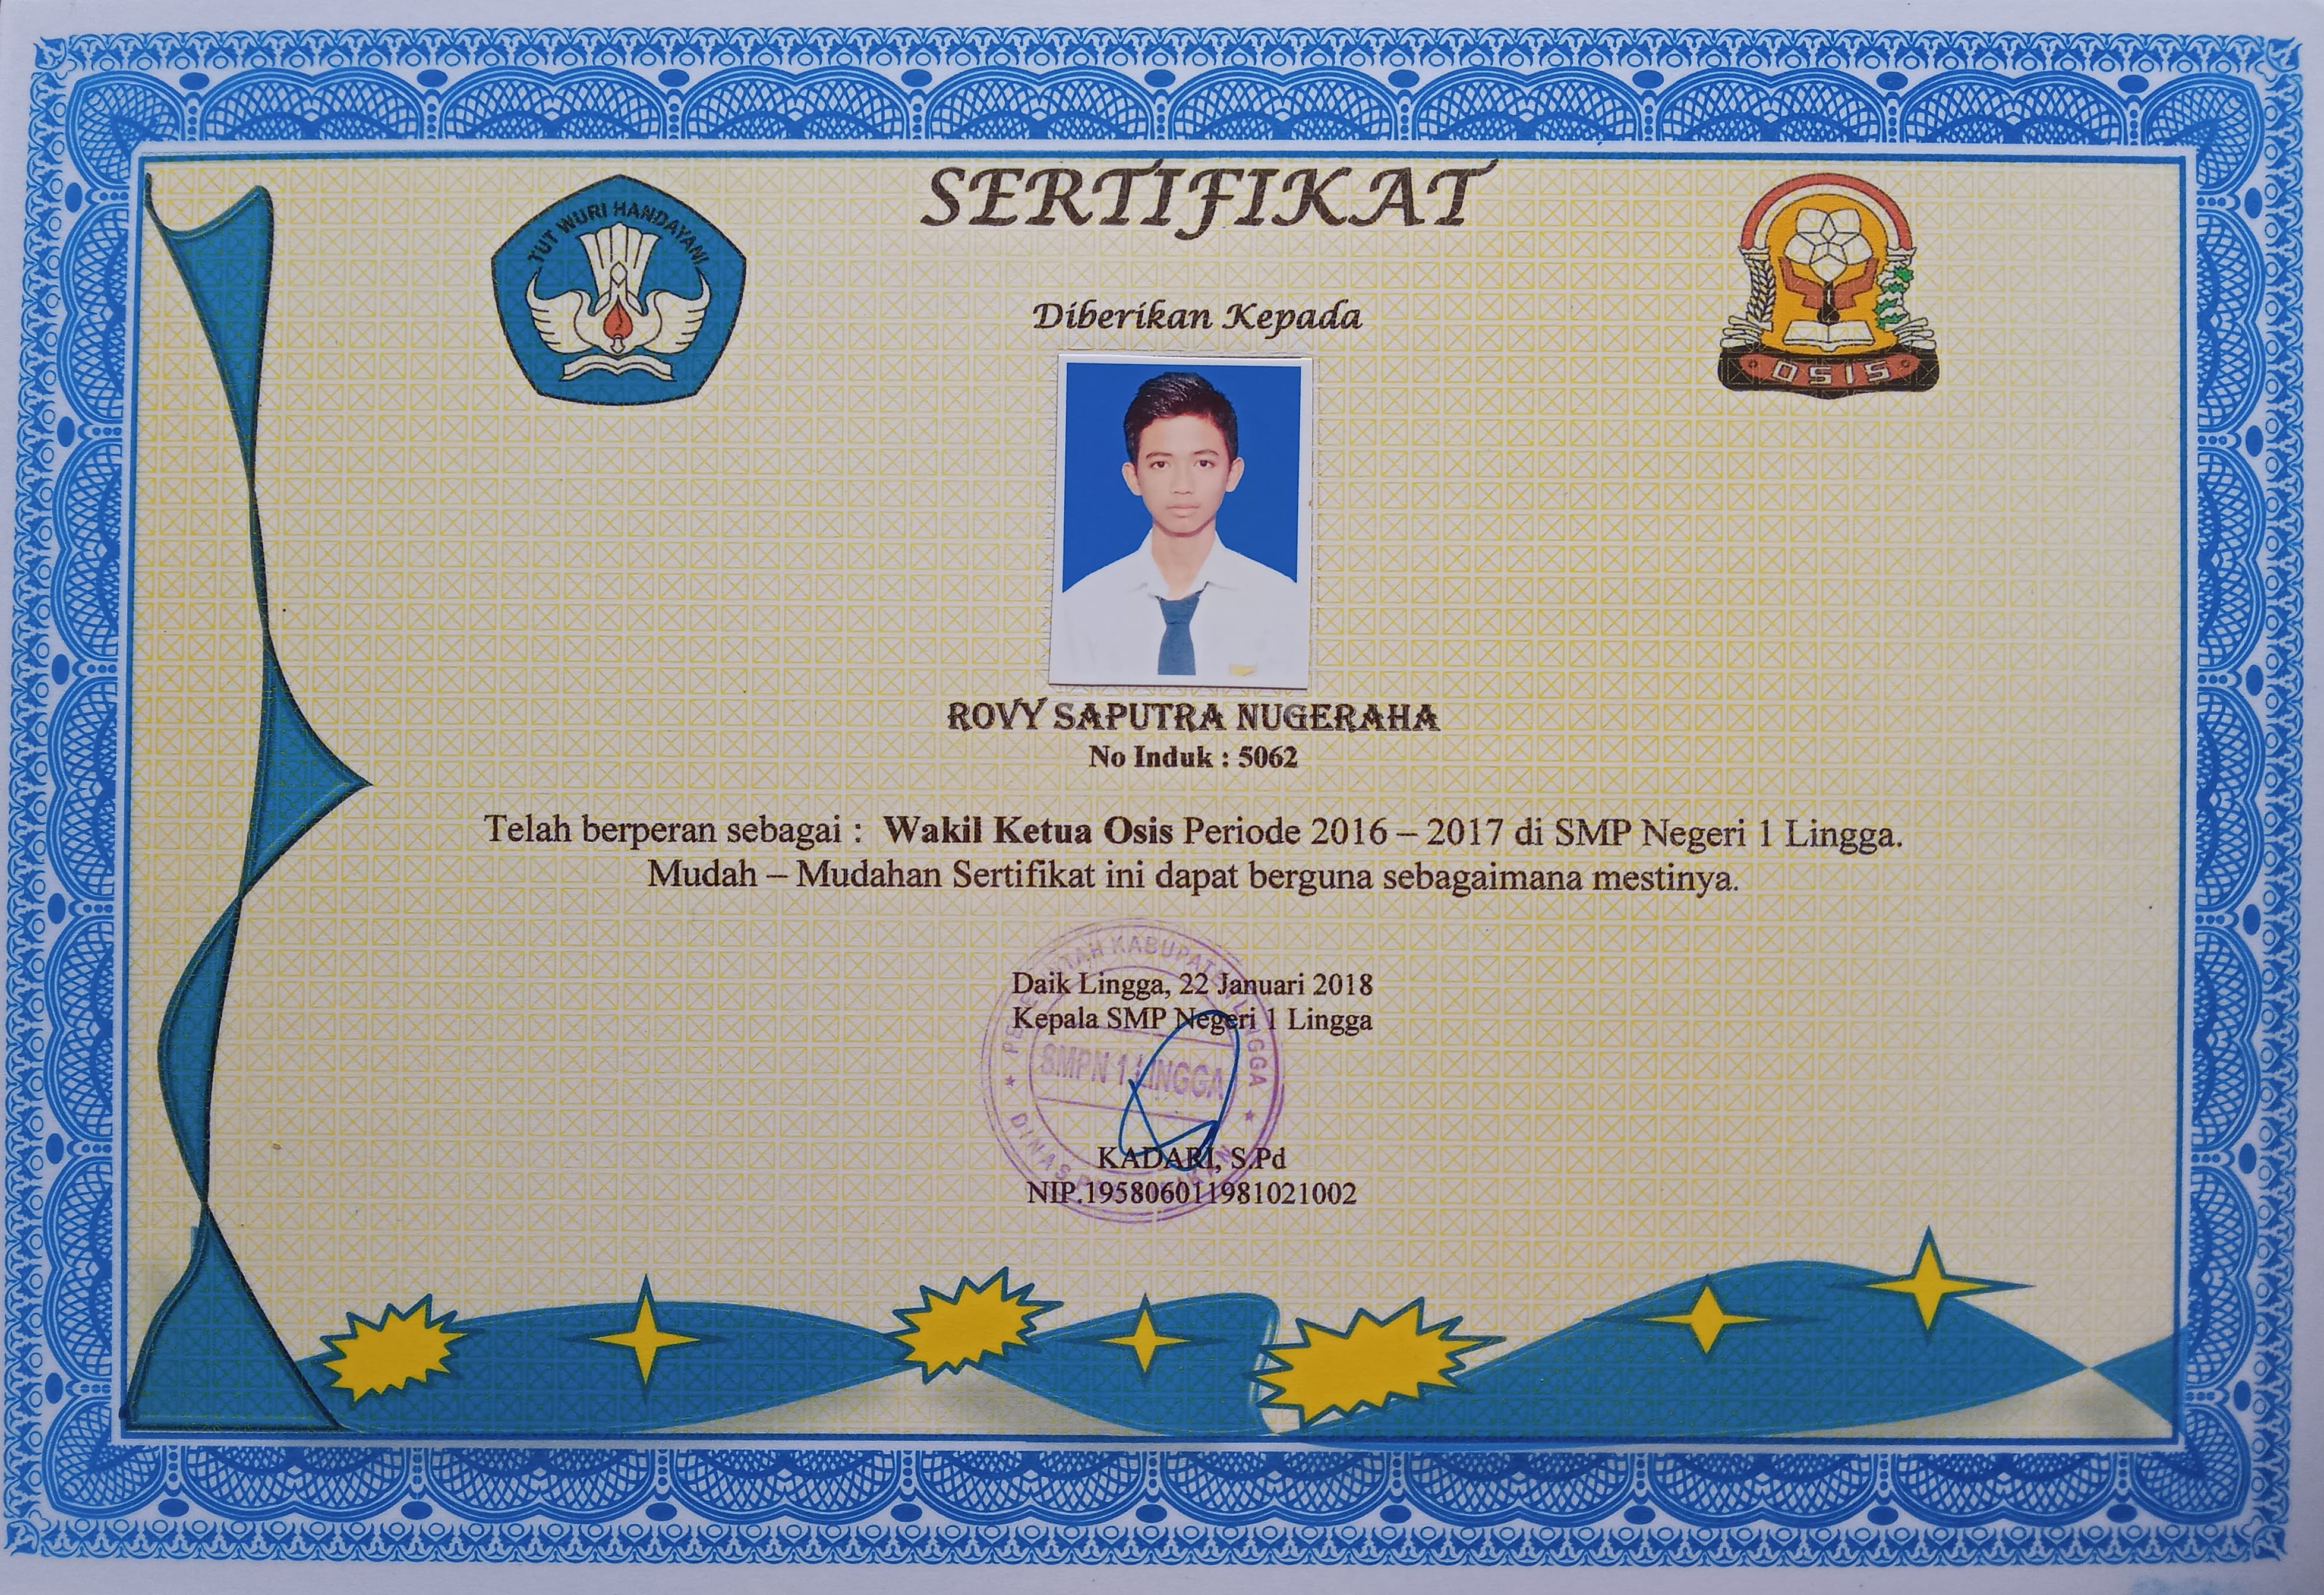 SERTIFIKAT
TUT WURI HANDAYANI
OSIS
Diberikan Kepada
ROVY SAPUTRA NUGERAHA
No Induk : 5062
Telah berperan sebagai : Wakil Ketua Osis Periode 2016 – 2017 di SMP Negeri 1 Lingga.
Mudah – Mudahan Sertifikat ini dapat berguna sebagaimana mestinya.
Daik Lingga, 22 Januari 2018
Kepala SMP Negeri 1 Lingga
KABUPATEN LINGGA
SMPN 1 LINGGA
DINAS
KADARI, S.Pd
NIP.195806011981021002